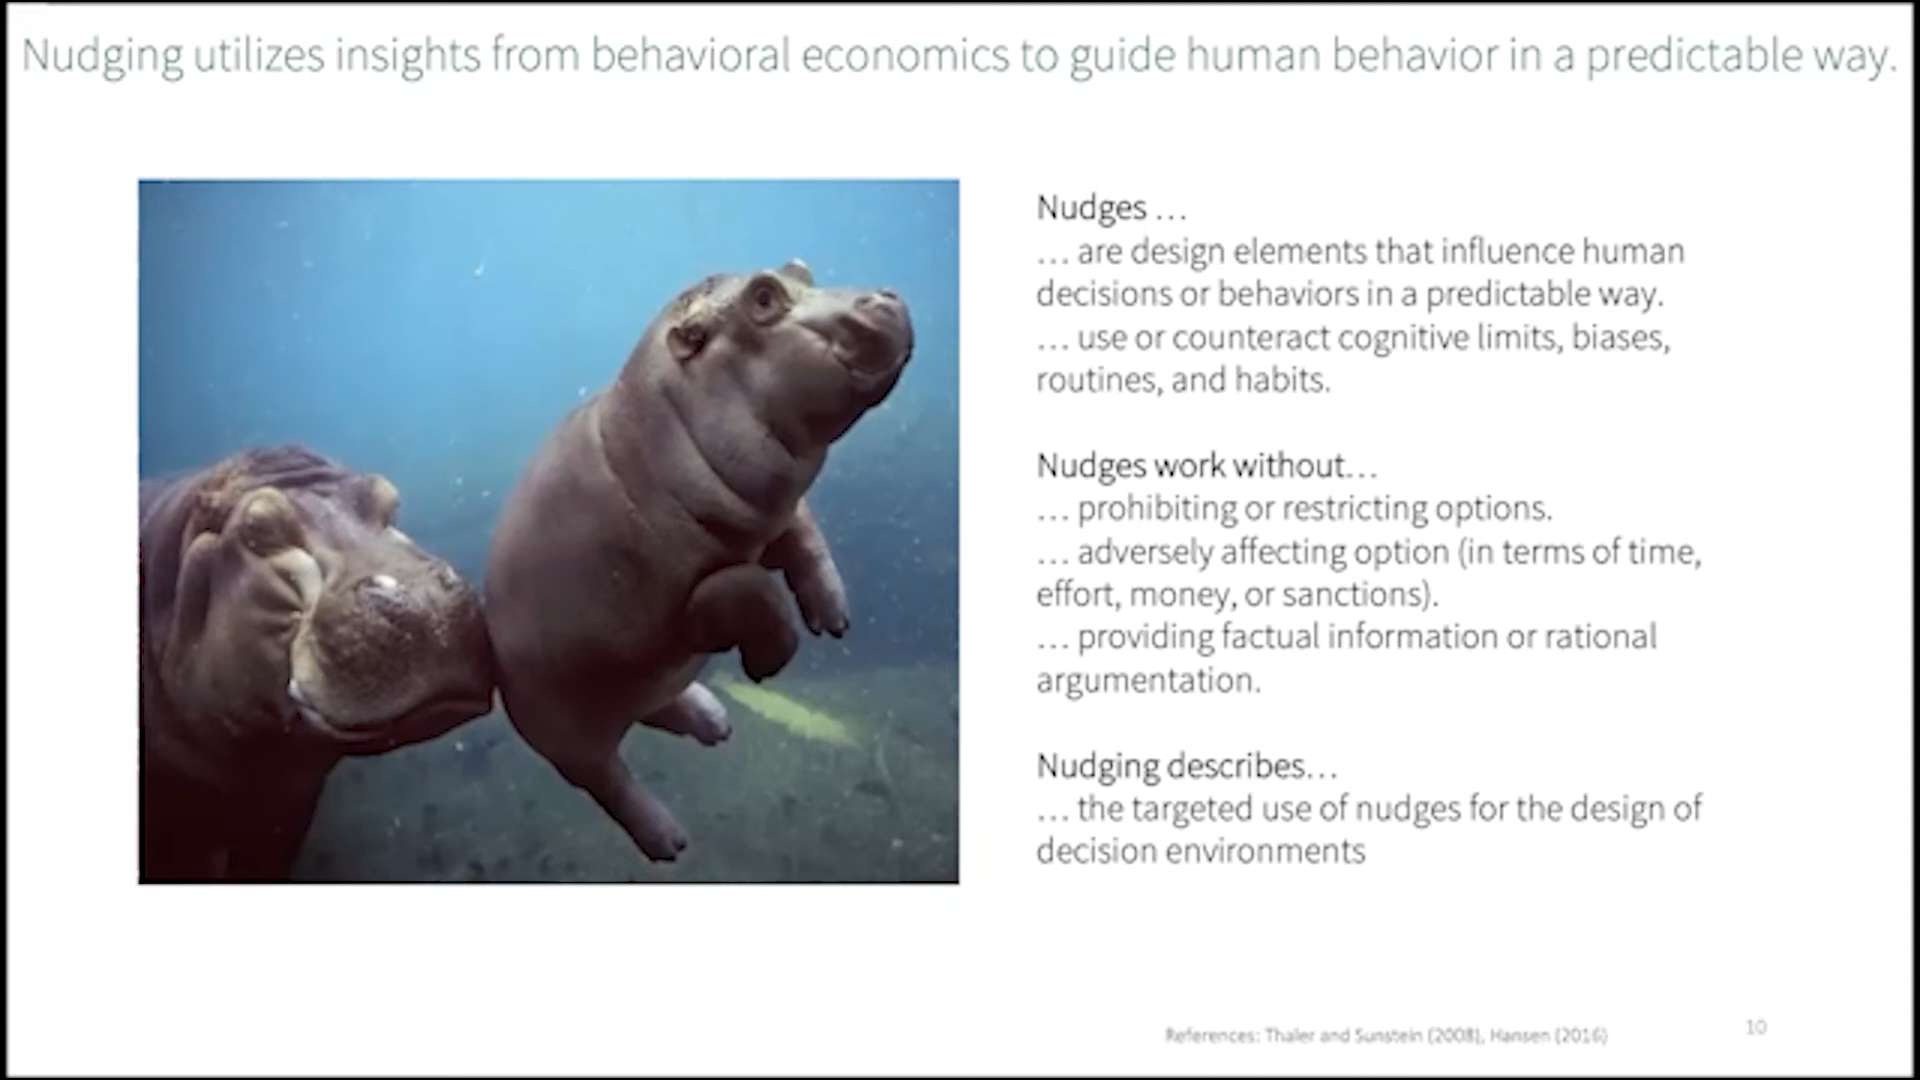 Nudging utilizes insights from behavioral economics to guide human behavior in a predictable way.
Nudges …
… are design elements that influence human
decisions or behaviors in a predictable way.
… use or counteract cognitive limits, biases,
routines, and habits.
Nudges work without…
… prohibiting or restricting options.
… adversely affecting option (in terms of time,
effort, money, or sanctions).
… providing factual information or rational
argumentation.
Nudging describes…
… the targeted use of nudges for the design of
decision environments
References: Thaler and Sunstein (2008), Hansen (2016)
10